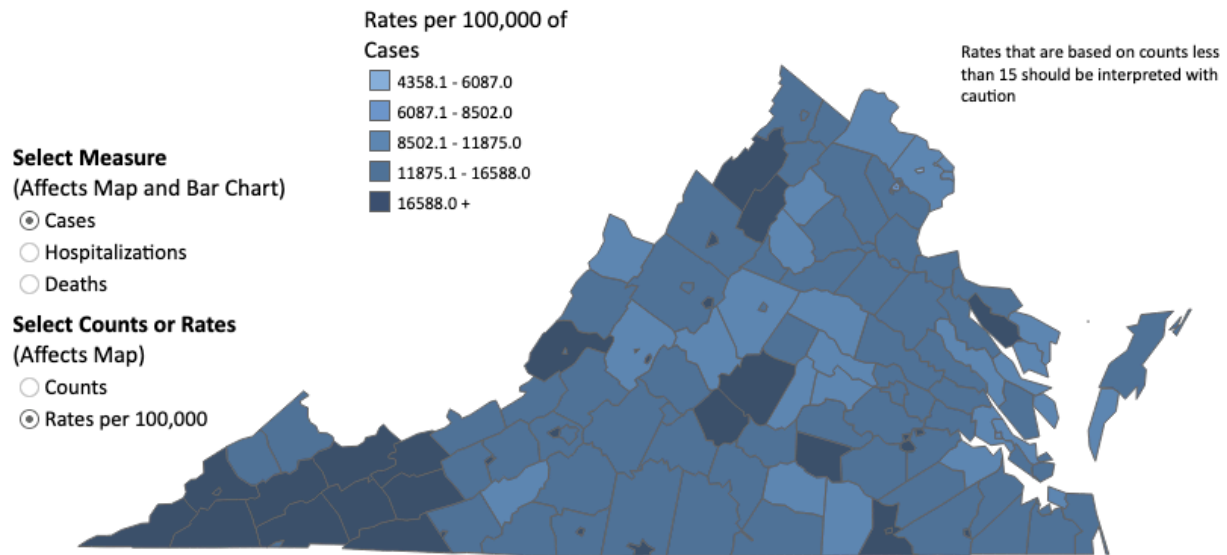 Rates per 100,000 of
Cases
4358.1 - 6087.0
6087.1 - 8502.0
8502.1 - 11875.0
11875.1 - 16588.0
16588.0 +
Rates that are based on counts less
than 15 should be interpreted with
caution
Select Measure
(Affects Map and Bar Chart)
Cases
Hospitalizations
Deaths
Select Counts or Rates
(Affects Map)
Counts
Rates per 100,000